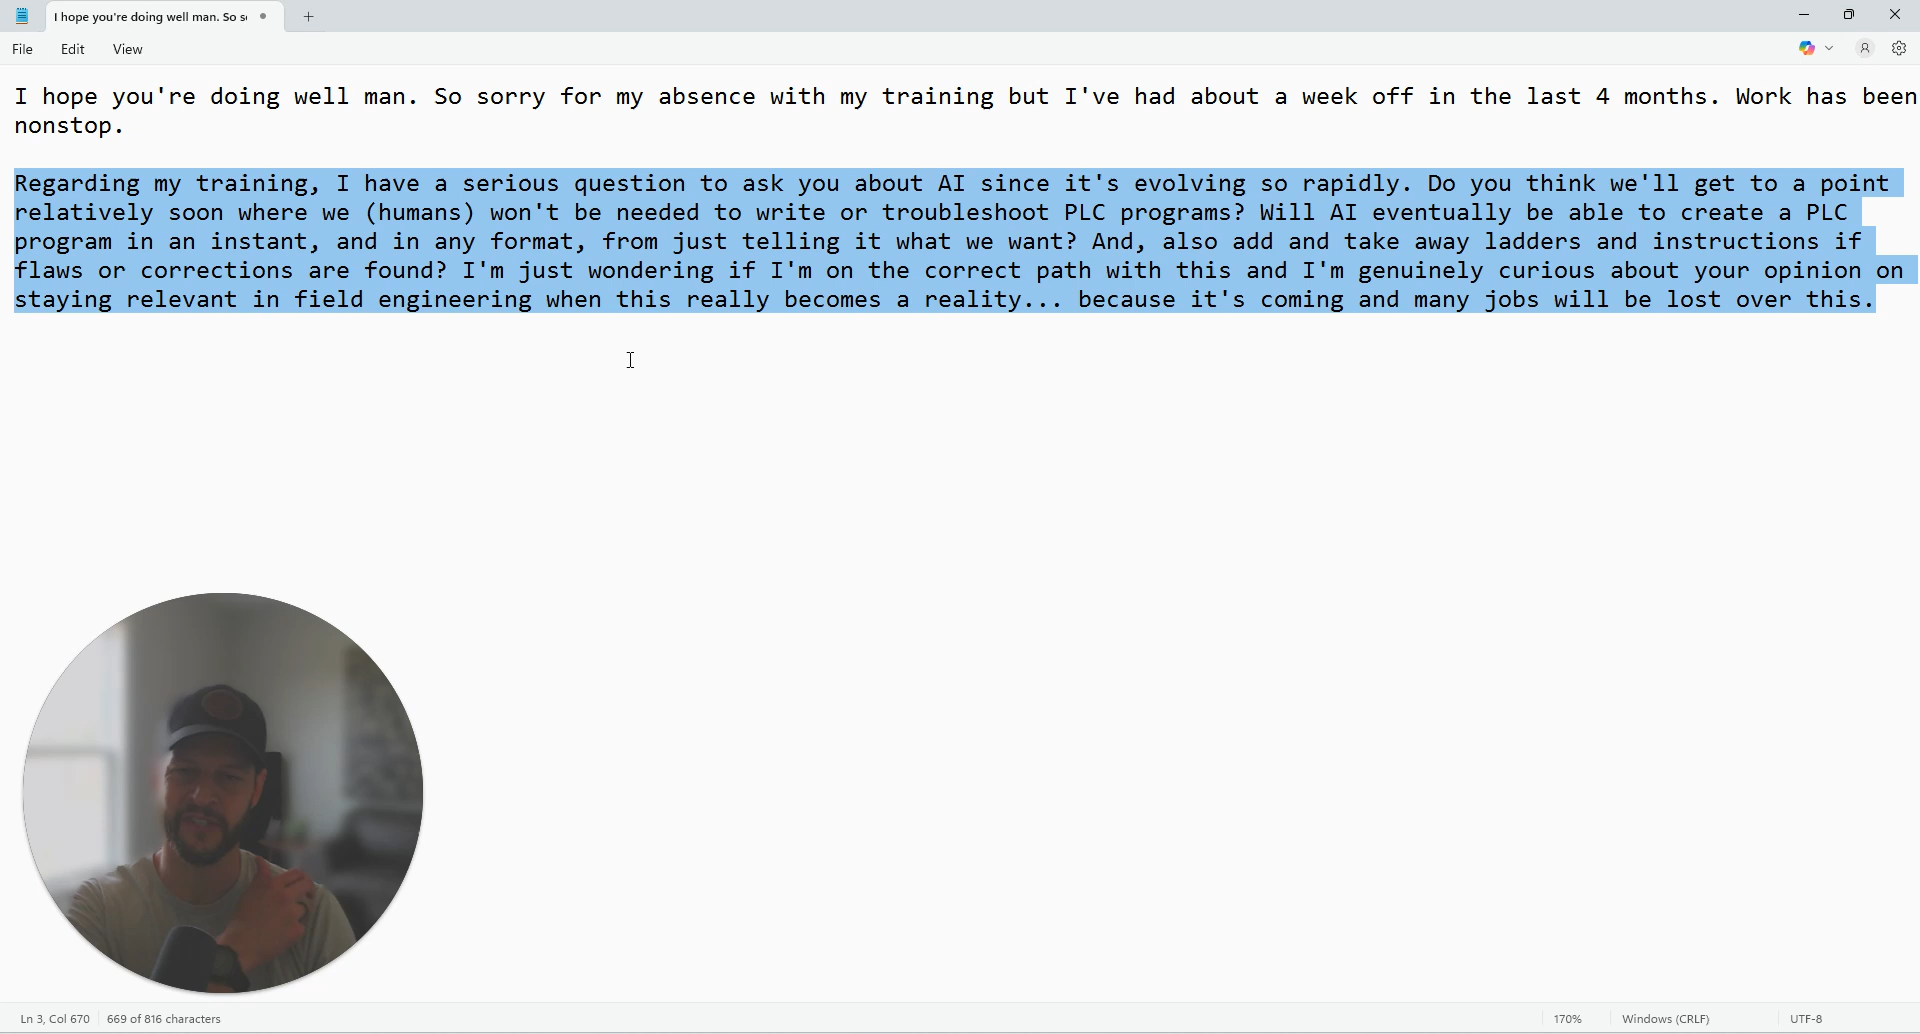 I hope you're doing well man. So s
File
Edit
View
I hope you're doing well man. So sorry for my absence with my training but I've had about a week off in the last 4 months. Work has been
nonstop.
Regarding my training, I have a serious question to ask you about AI since it's evolving so rapidly. Do you think we'll get to a point
relatively soon where we (humans) won't be needed to write or troubleshoot PLC programs? Will AI eventually be able to create a PLC
program in an instant, and in any format, from just telling it what we want? And, also add and take away ladders and instructions if
flaws or corrections are found? I'm just wondering if I'm on the correct path with this and I'm genuinely curious about your opinion on
staying relevant in field engineering when this really becomes a reality... because it's coming and many jobs will be lost over this.
Ln 3, Col 670
669 of 816 characters
170%
Windows (CRLF)
UTF-8